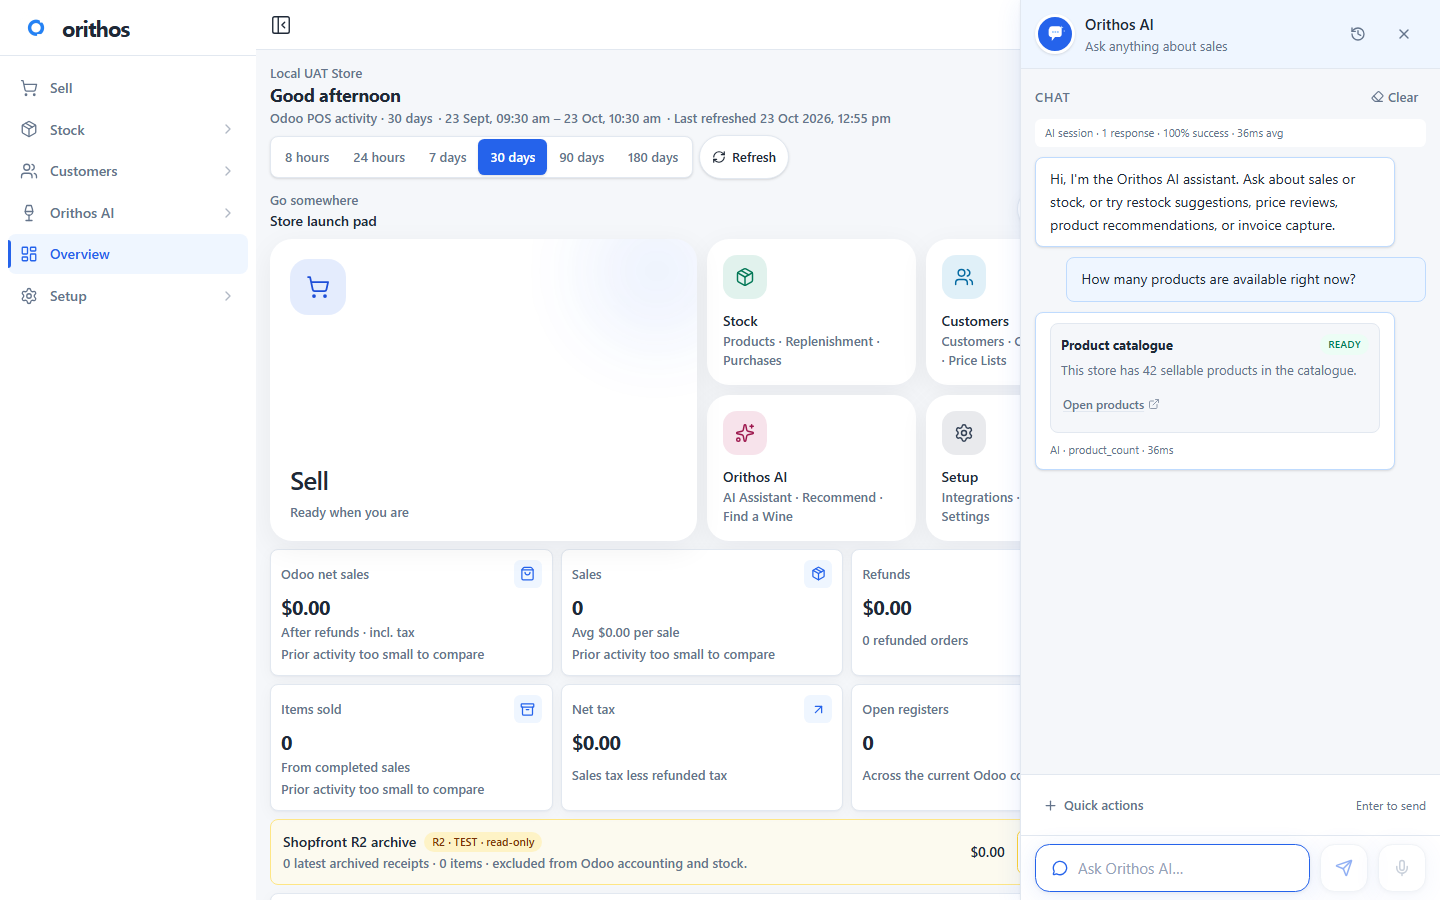 orithos
Sell
Stock
Customers
Orithos AI
Overview
Setup
Local UAT Store
Good afternoon
Odoo POS activity · 30 days · 23 Sept, 09:30 am – 23 Oct, 10:30 am · Last refreshed 23 Oct 2026, 12:55 pm
8 hours
24 hours
7 days
30 days
90 days
180 days
Refresh
Go somewhere
Store launch pad
Sell
Ready when you are
Stock
Products · Replenishment ·
Purchases
Customers
Customers ·
· Price Lists
Orithos AI
AI Assistant · Recommend ·
Find a Wine
Setup
Integrations ·
Settings
Odoo net sales
$0.00
After refunds · incl. tax
Prior activity too small to compare
Sales
0
Avg $0.00 per sale
Prior activity too small to compare
Refunds
$0.00
0 refunded orders
Items sold
0
From completed sales
Prior activity too small to compare
Net tax
$0.00
Sales tax less refunded tax
Open registers
0
Across the current Odoo
Shopfront R2 archive
R2 · TEST · read-only
0 latest archived receipts · 0 items · excluded from Odoo accounting and stock.
$0.00
Orithos AI
Ask anything about sales
CHAT
Clear
AI session · 1 response · 100% success · 36ms avg
Hi, I'm the Orithos AI assistant. Ask about sales or
stock, or try restock suggestions, price reviews,
product recommendations, or invoice capture.
How many products are available right now?
Product catalogue
READY
This store has 42 sellable products in the catalogue.
Open products
AI · product_count · 36ms
Quick actions
Enter to send
Ask Orithos AI...